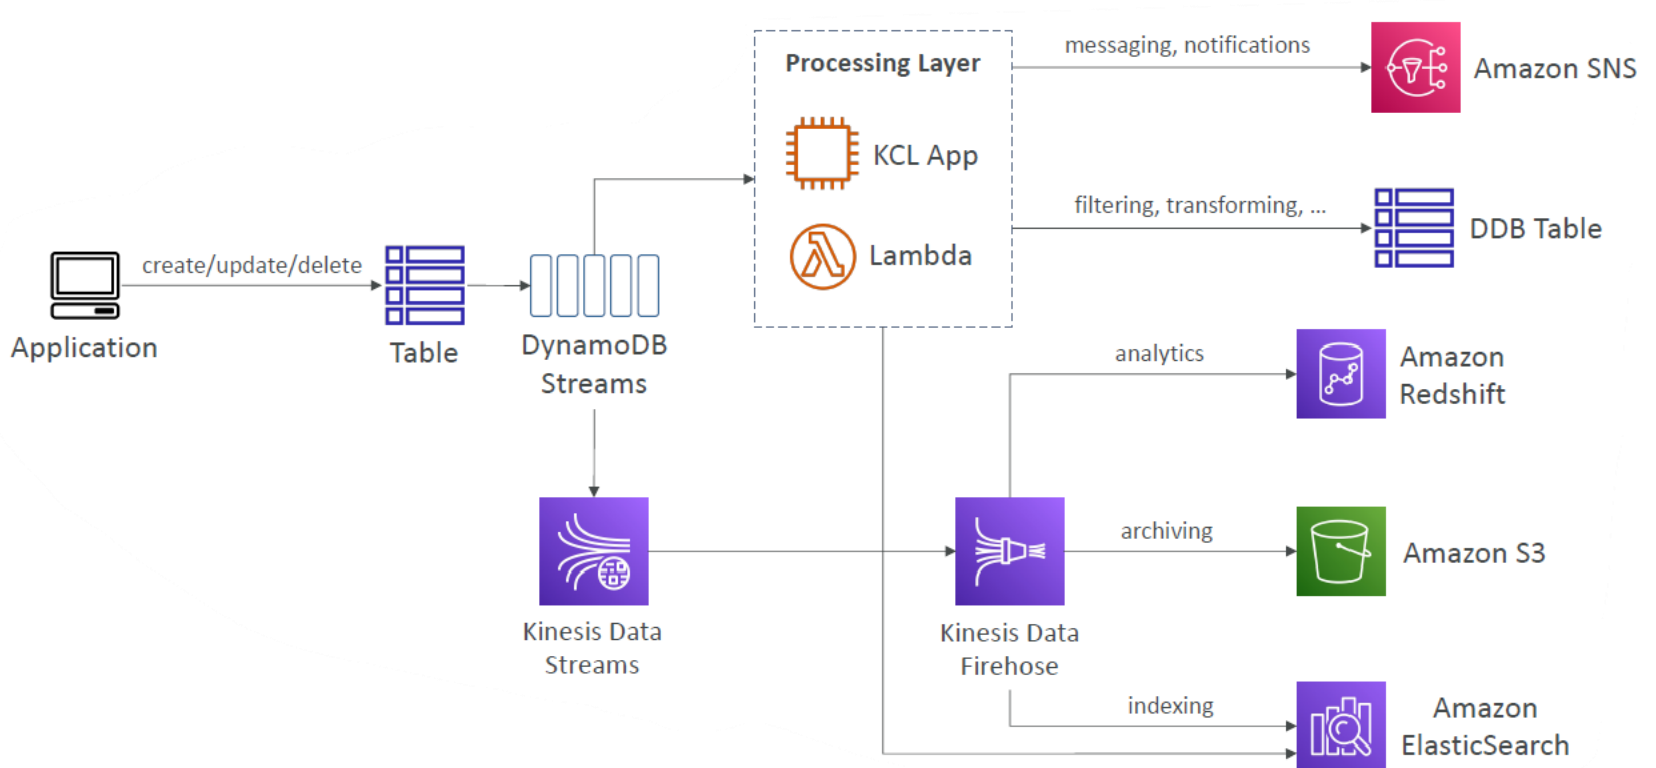 Processing Layer
KCL App
Lambda
messaging, notifications
Amazon SNS
filtering, transforming, ...
DDB Table
create/update/delete
Application
Table
DynamoDB
Streams
analytics
Amazon
Redshift
archiving
Amazon S3
Kinesis Data
Streams
Kinesis Data
Firehose
indexing
Amazon
ElasticSearch